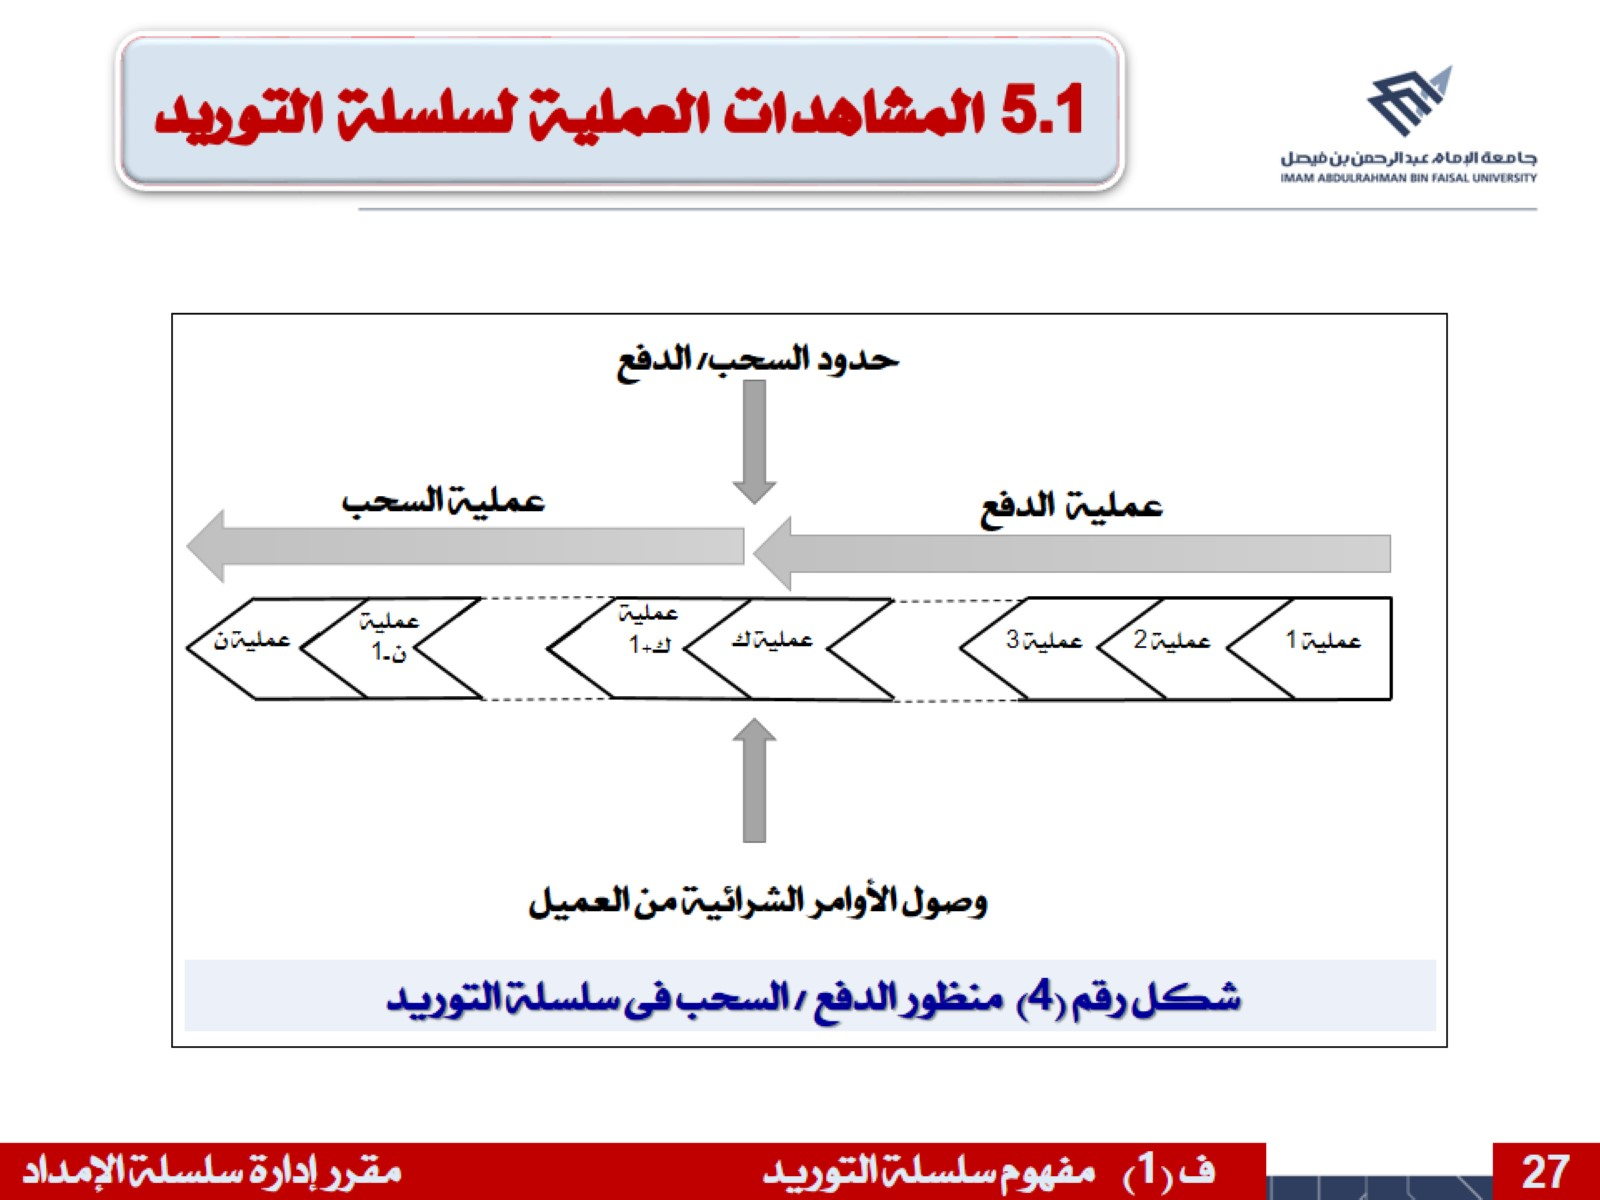 5.1 المشاهدات العملية لسلسلة التوريد
جامعة الإمام عبدالرحمن بن فيصل
IMAM ABDULRAHMAN BIN FAISAL UNIVERSITY
حدود السحب/ الدفع
عملية الدفع
عملية السحب
عملية 1
عملية 2
عملية 3
عملية ك
عملية
ك+1
عملية
ن-1
عملية ن
وصول الأوامر الشرائية من العميل
شكل رقم (4) منظور الدفع / السحب فى سلسلة التوريد
27
ف (1) مفهوم سلسلة التوريد
مقرر إدارة سلسلة الإمداد